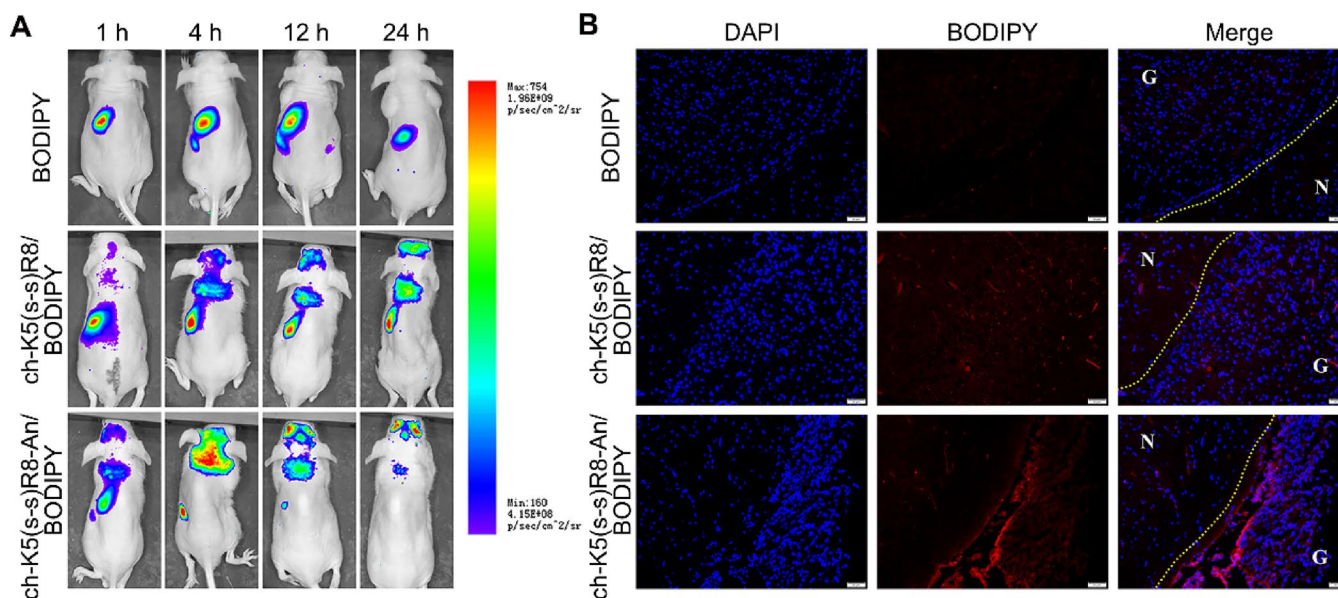 A
1 h
4 h
12 h
24 h
BODIPY
ch-K5(s-s)R8/
BODIPY
ch-K5(s-s)R8-An/
BODIPY
Max:754
1.96E+09
p/sec/cm^2/sr
Min:160
4.15E+08
p/sec/cm^2/sr
B
DAPI
BODIPY
Merge
BODIPY
G
N
ch-K5(s-s)R8/
BODIPY
N
G
ch-K5(s-s)R8-An/
BODIPY
N
G